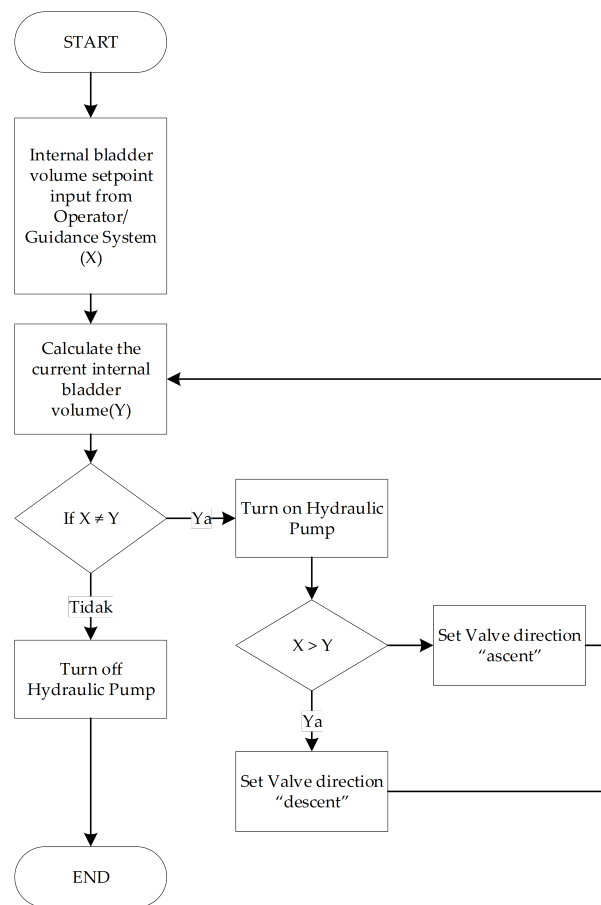 START
Internal bladder
volume setpoint
input from
Operator/
Guidance System
(X)
Calculate the
current internal
bladder
volume(Y)
If X ≠ Y
Ya
Turn on Hydraulic
Pump
Tidak
X > Y
Set Valve direction
“ascent”
Turn off
Hydraulic Pump
Ya
Set Valve direction
“descent”
END